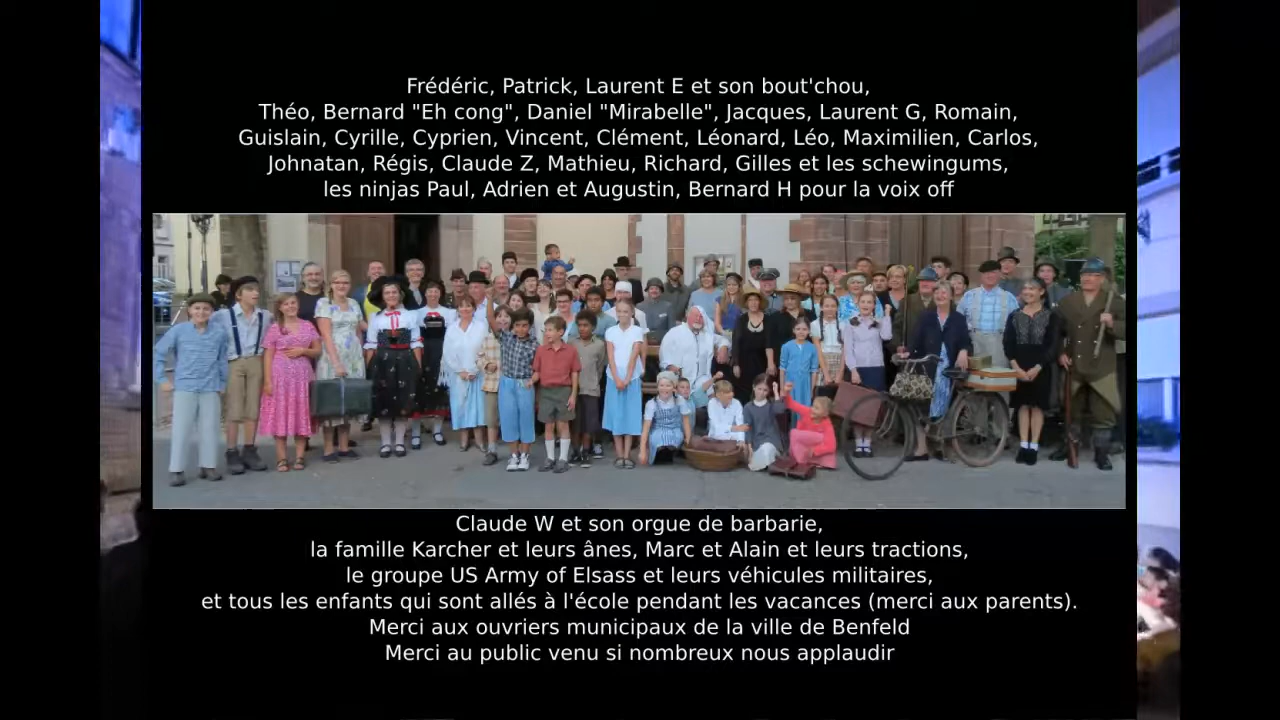 Frédéric, Patrick, Laurent E et son bout'chou,
Théo, Bernard "Eh cong", Daniel "Mirabelle", Jacques, Laurent G, Romain,
Guislain, Cyrille, Cyprien, Vincent, Clément, Léonard, Léo, Maximilien, Carlos,
Johnatan, Régis, Claude Z, Mathieu, Richard, Gilles et les schewingums,
les ninjas Paul, Adrien et Augustin, Bernard H pour la voix off
Claude W et son orgue de barbarie,
la famille Karcher et leurs ânes, Marc et Alain et leurs tractions,
le groupe US Army of Elsass et leurs véhicules militaires,
et tous les enfants qui sont allés à l'école pendant les vacances (merci aux parents).
Merci aux ouvriers municipaux de la ville de Benfeld
Merci au public venu si nombreux nous applaudir